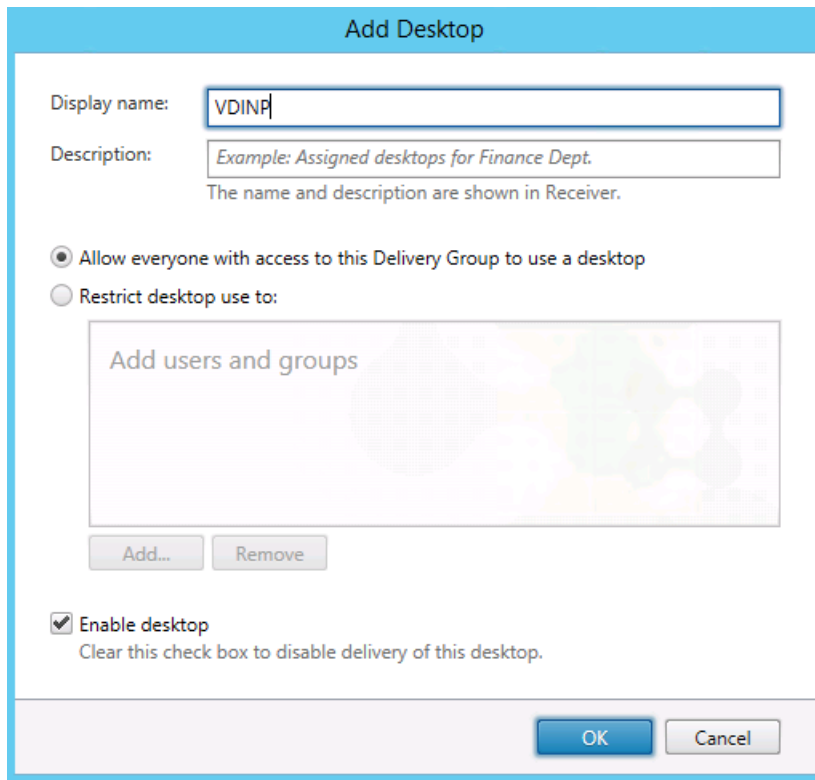 Add Desktop
Display name: VDINP
Description: Example: Assigned desktops for Finance Dept.
The name and description are shown in Receiver.
Allow everyone with access to this Delivery Group to use a desktop
Restrict desktop use to:
Add users and groups
Add... Remove
Enable desktop
Clear this check box to disable delivery of this desktop.
OK Cancel